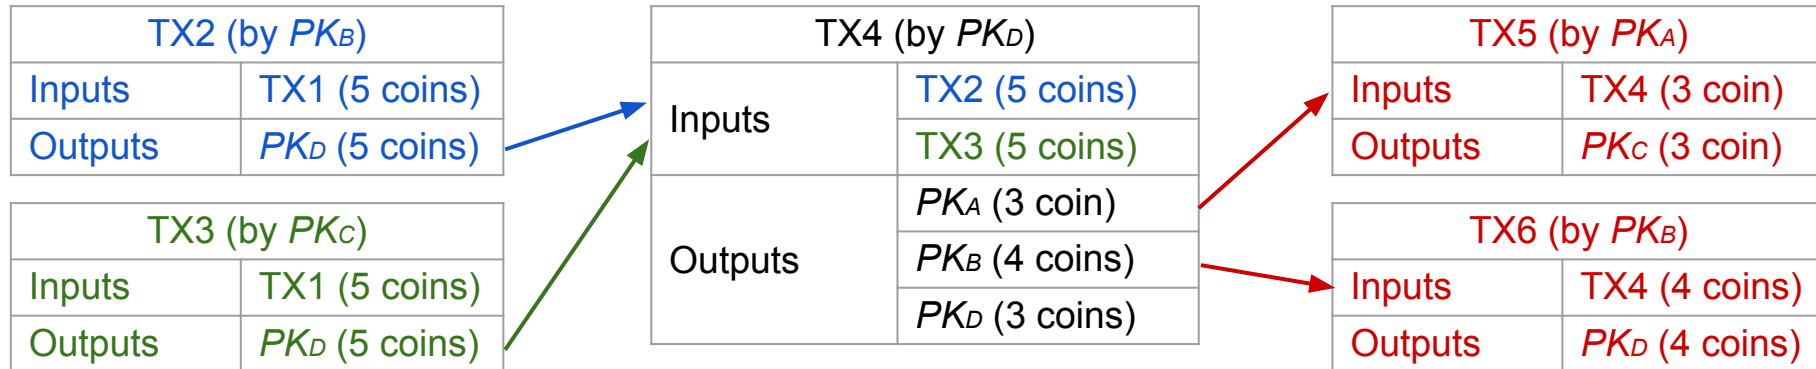 TX2 (by PKB)
Inputs TX1 (5 coins)
Outputs PKD (5 coins)
TX3 (by PKC)
Inputs TX1 (5 coins)
Outputs PKD (5 coins)
TX4 (by PKD)
Inputs
TX2 (5 coins)
TX3 (5 coins)
Outputs
PKA (3 coin)
PKB (4 coins)
PKD (3 coins)
TX5 (by PKA)
Inputs TX4 (3 coin)
Outputs PKC (3 coin)
TX6 (by PKB)
Inputs TX4 (4 coins)
Outputs PKD (4 coins)